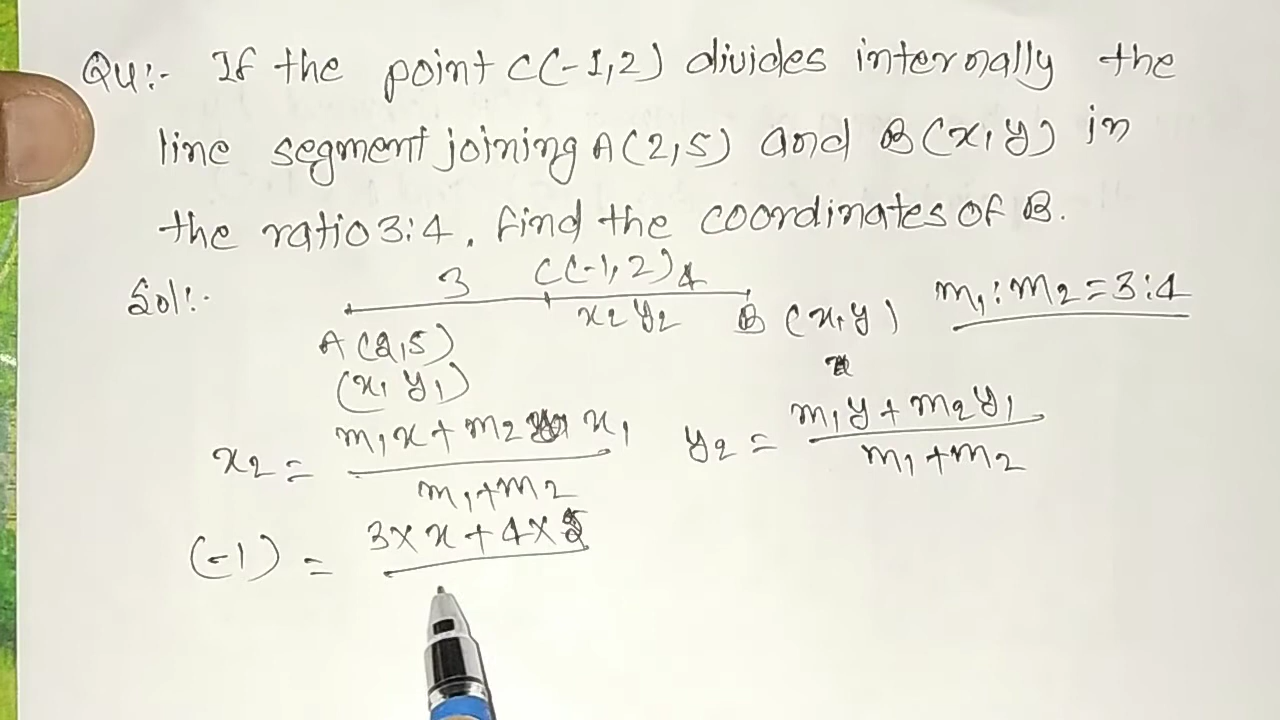 Qu:- If the point C(-1,2) divides internally the
line segment joining A(2,5) and B(x,y) in
the ratio 3:4. Find the coordinates of B.
Sol:-
3 C(-1,2) 4
x2 y2 B (x,y) m1:m2=3:4
A(2,5)
(x1 y1)
x2 = m1x+m2 x1 / m1+m2 y2 = m1y+m2y1 / m1+m2
(-1) = 3×x+4×2